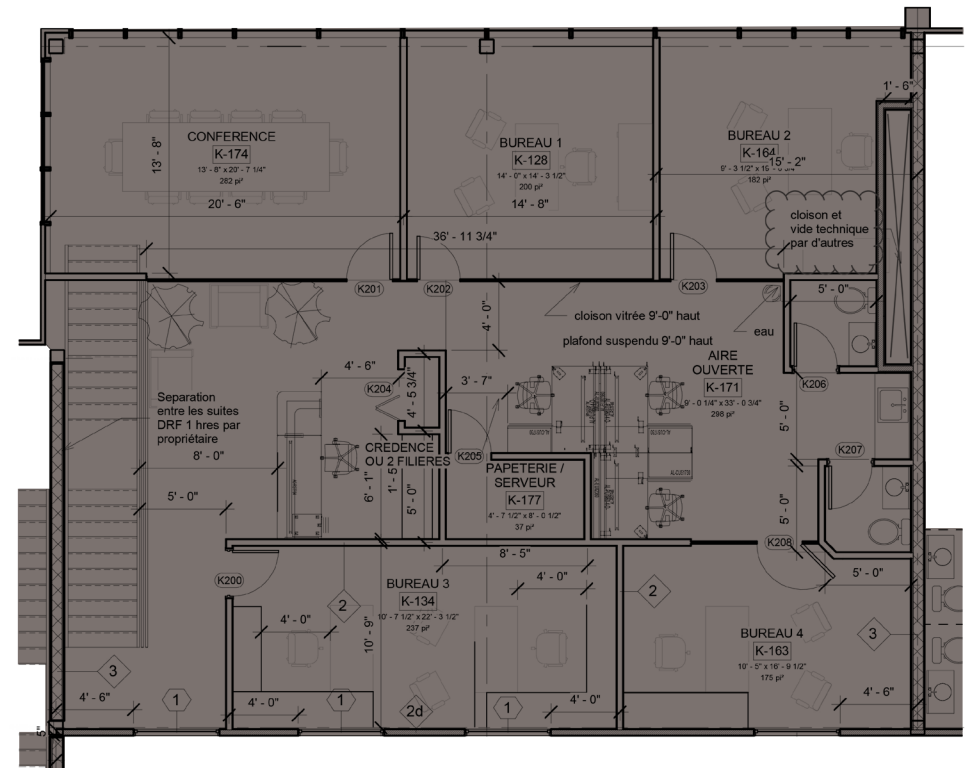 1' - 6"
CONFERENCE
K-174
13' - 8" x 20' - 7 1/4"
282 pi²
13' - 8"
20' - 6"
BUREAU 1
K-128
14' - 0" x 14' - 3 1/2"
200 pi²
14' - 8"
BUREAU 2
K-164
15' - 2"
182 pi²
cloison et
vide technique
par d'autres
36' - 11 3/4"
K201
K202
K203
5' - 0"
4' - 0"
cloison vitrée 9'-0" haut
eau
plafond suspendu 9'-0" haut
AIRE
OUVERTE
K-171
9' - 0 1/4" x 33' - 0 3/4"
298 pi²
4' - 6"
K204
4' - 5 3/4"
3' - 7"
K206
5' - 0"
Separation
entre les suites
DRF 1 hres par
propriétaire
8' - 0"
CREDENCE
OU 2 FILIERES
K205
K207
PAPETERIE /
SERVEUR
K-177
4' - 7 1/2" x 8' - 0 1/2"
37 pi²
6' - 1"
1' - 5
5' - 0"
5' - 0"
5' - 0"
K208
8' - 5"
K200
4' - 0"
5' - 0"
BUREAU 3
K-134
10' - 7 1/2" x 22' - 3 1/2"
237 pi²
2
4' - 0"
10' - 9"
2
BUREAU 4
K-163
10' - 5" x 16' - 9 1/2"
175 pi²
3
3
4' - 6"
1
4' - 0"
1
2d
1
4' - 0"
4' - 6"
5"